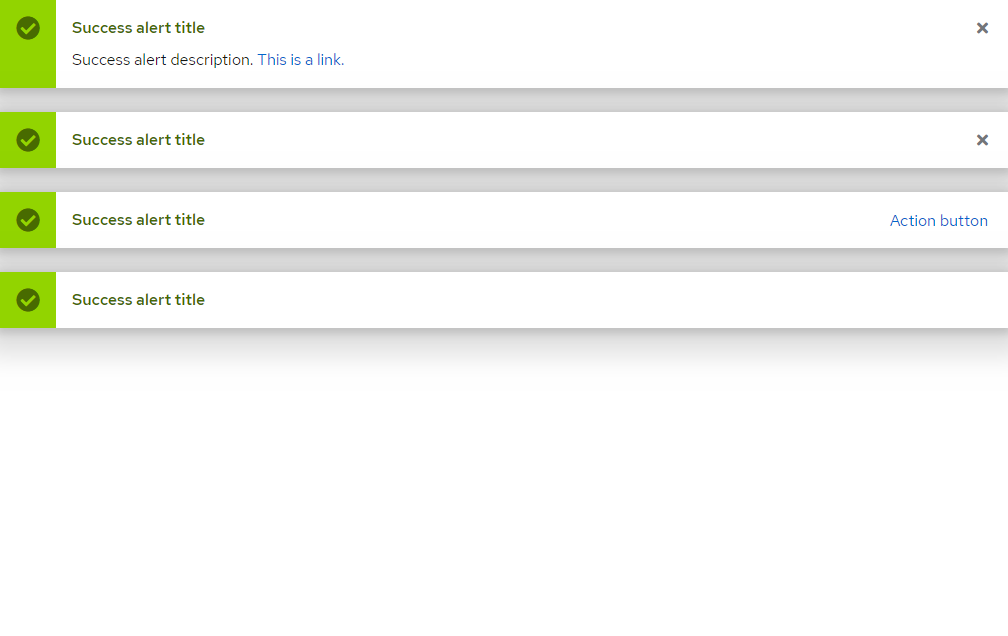 Success alert title
Success alert description. This is a link.
Success alert title
Success alert title
Action button
Success alert title